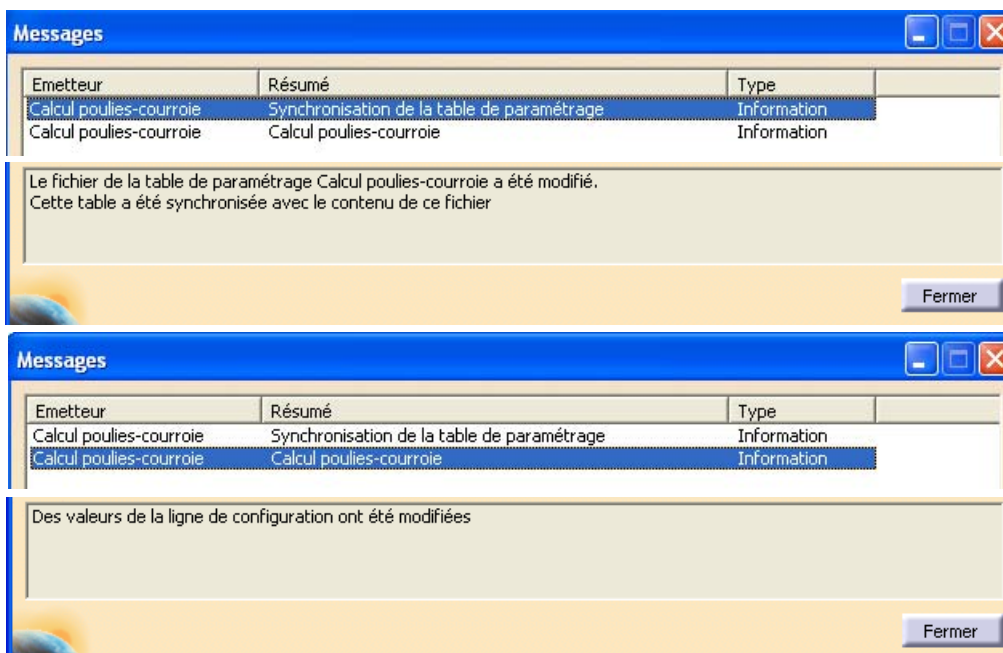 Messages
Emetteur Résumé Type
Calcul poulies-courroie Synchronisation de la table de paramétrage Information
Calcul poulies-courroie Calcul poulies-courroie Information
Le fichier de la table de paramétrage Calcul poulies-courroie a été modifié.
Cette table a été synchronisée avec le contenu de ce fichier
Fermer
Messages
Emetteur Résumé Type
Calcul poulies-courroie Synchronisation de la table de paramétrage Information
Calcul poulies-courroie Calcul poulies-courroie Information
Des valeurs de la ligne de configuration ont été modifiées
Fermer